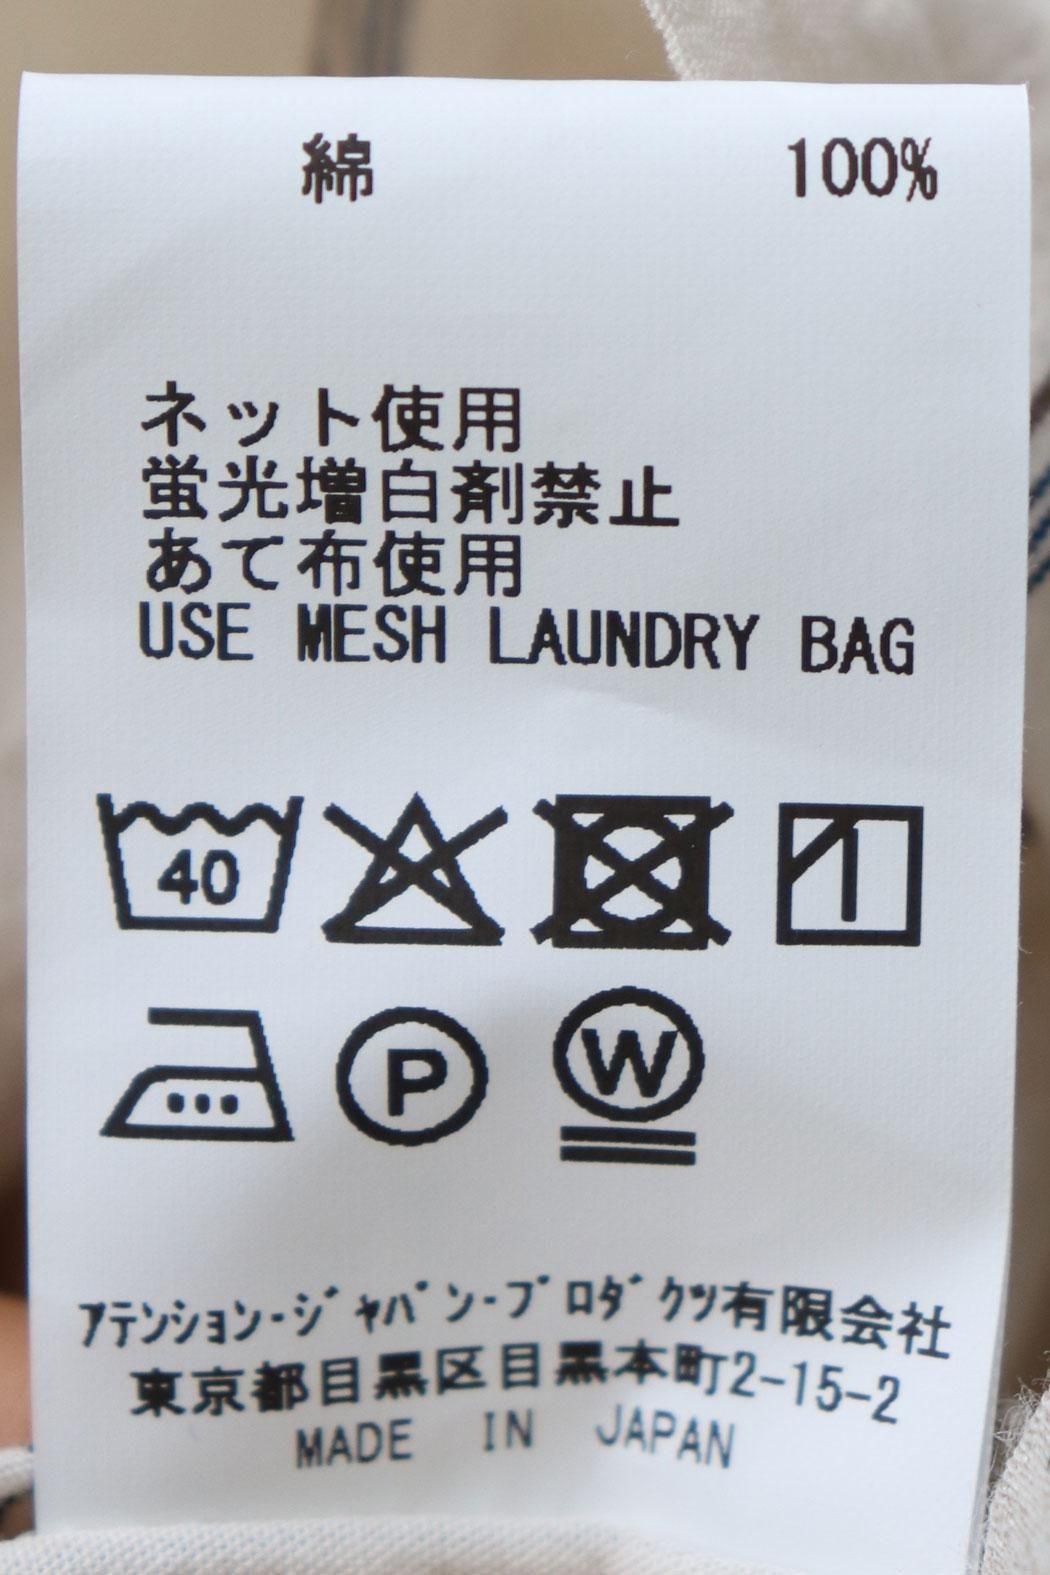 綿 100%
ネット使用
蛍光増白剤禁止
あて布使用
USE MESH LAUNDRY BAG
40
P W
ｱﾃﾝｼｮﾝ-ｼﾞｬﾊﾟﾝ-ﾌﾟﾛﾀﾞｸﾂ有限会社
東京都目黒区目黒本町2-15-2
MADE IN JAPAN